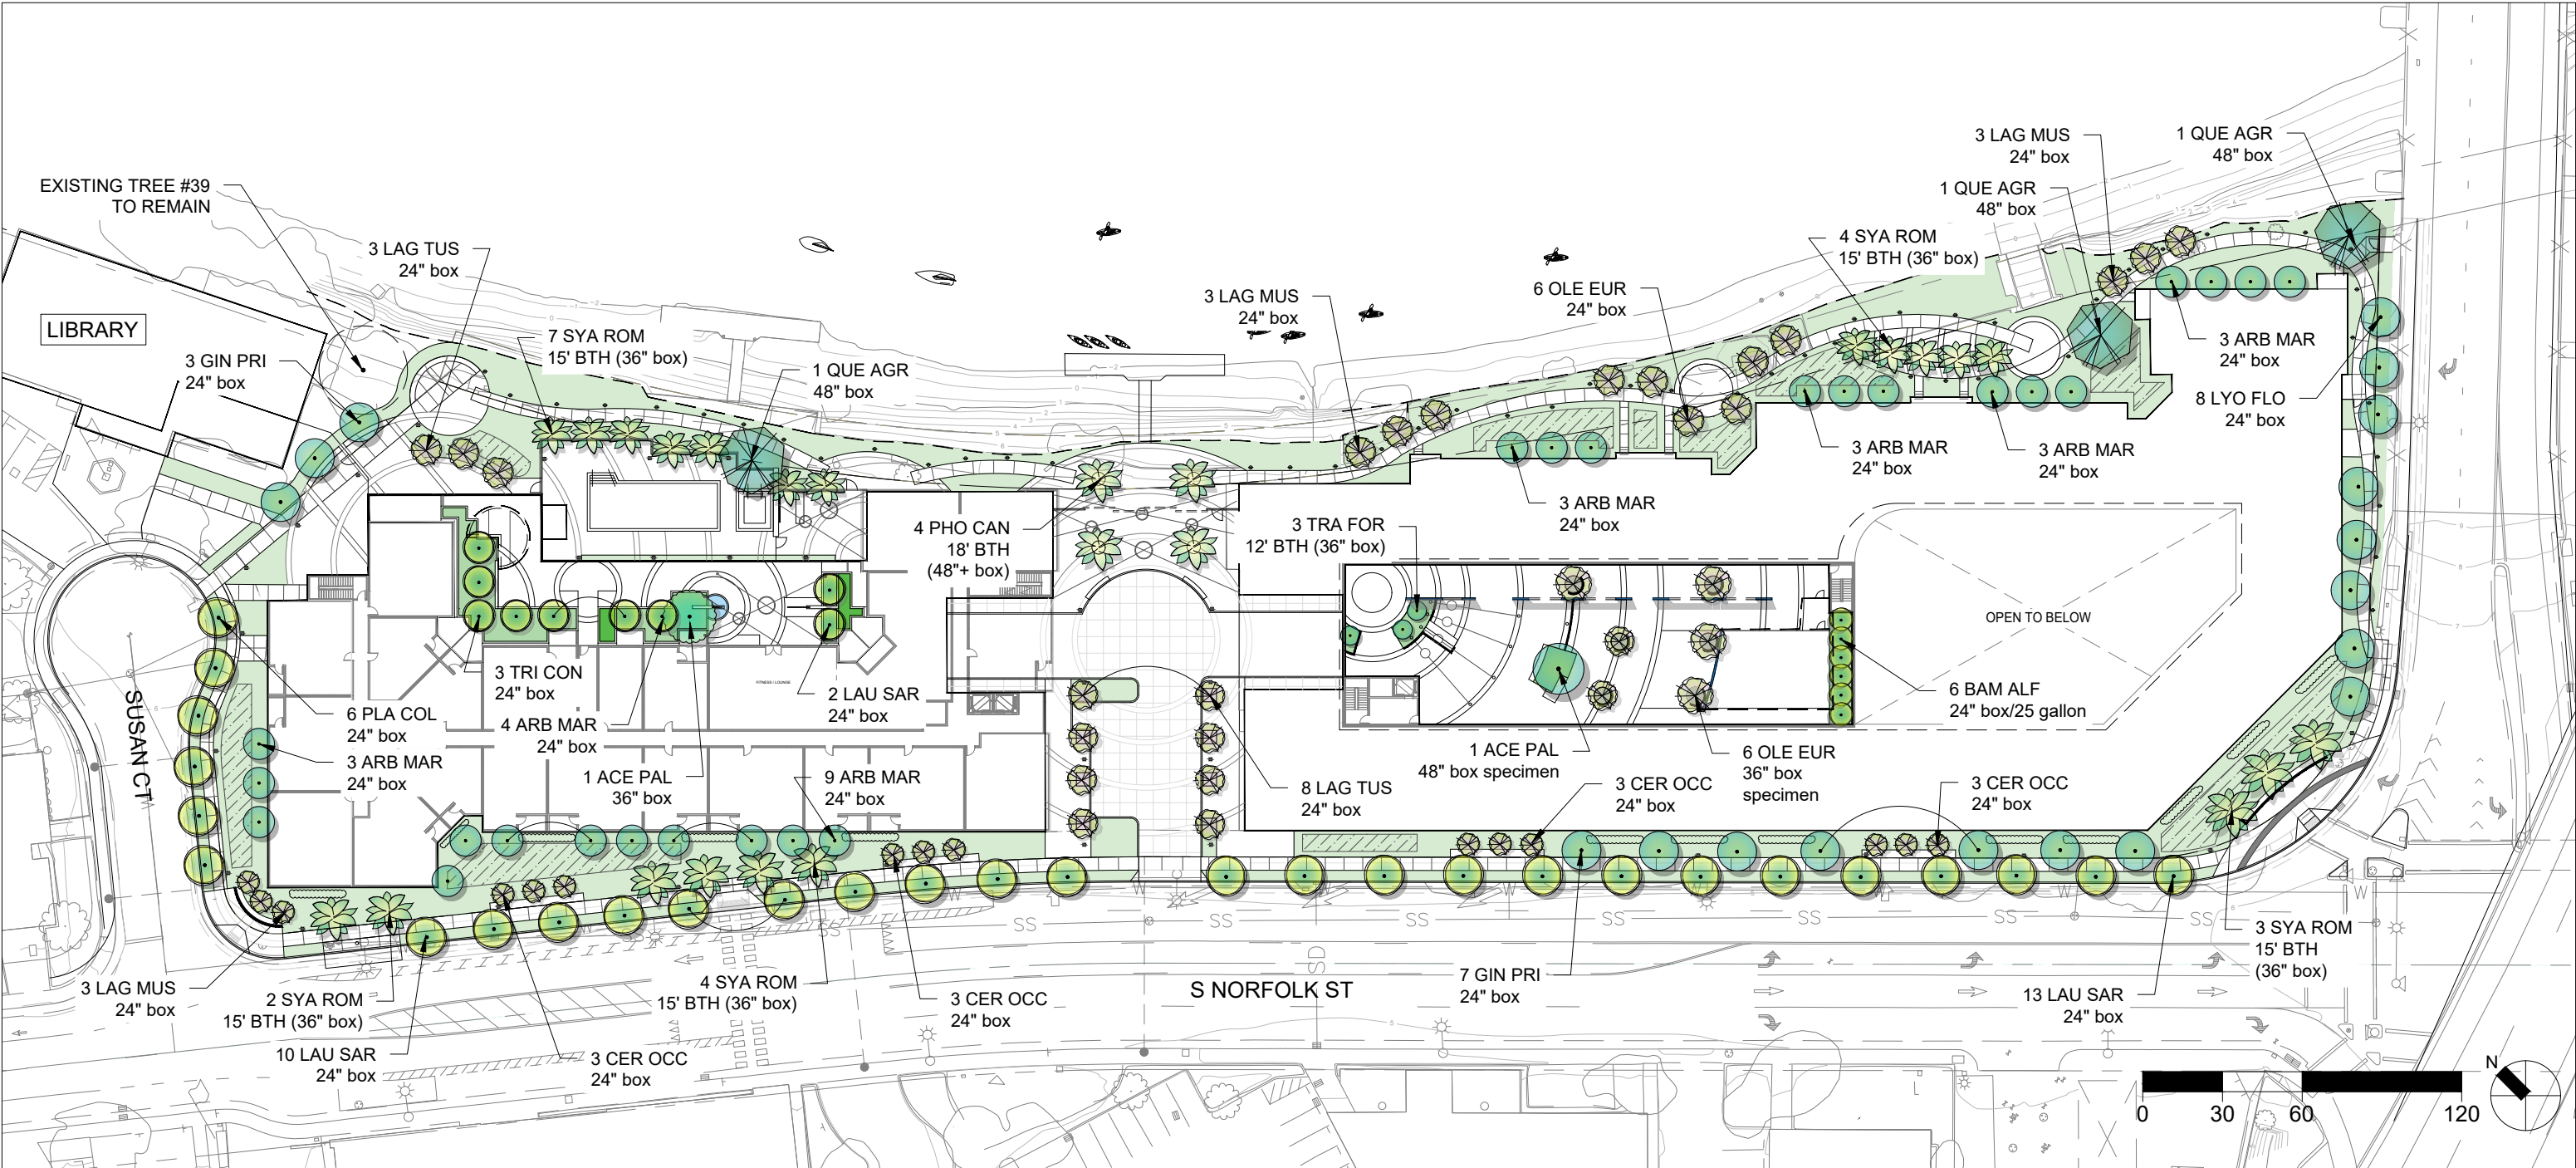 3 LAG MUS
24" box
1 QUE AGR
48" box
EXISTING TREE #39
TO REMAIN
1 QUE AGR
48" box
3 LAG TUS
24" box
4 SYA ROM
15' BTH (36" box)
LIBRARY
7 SYA ROM
15' BTH (36" box)
3 LAG MUS
24" box
6 OLE EUR
24" box
3 ARB MAR
24" box
3 GIN PRI
24" box
1 QUE AGR
48" box
8 LYO FLO
24" box
3 ARB MAR
24" box
3 ARB MAR
24" box
3 ARB MAR
24" box
4 PHO CAN
18' BTH
(48"+ box)
3 TRA FOR
12' BTH (36" box)
OPEN TO BELOW
3 TRI CON
24" box
FITNESS / LOUNGE
2 LAU SAR
24" box
6 BAM ALF
24" box/25 gallon
SUSAN CT
6 PLA COL
24" box
4 ARB MAR
24" box
3 ARB MAR
24" box
1 ACE PAL
36" box
9 ARB MAR
24" box
8 LAG TUS
24" box
1 ACE PAL
48" box specimen
6 OLE EUR
36" box
specimen
3 CER OCC
24" box
3 CER OCC
24" box
SS SS SS SS SS SS
SD
3 LAG MUS
24" box
2 SYA ROM
15' BTH (36" box)
4 SYA ROM
15' BTH (36" box)
3 CER OCC
24" box
S NORFOLK ST
7 GIN PRI
24" box
13 LAU SAR
24" box
3 SYA ROM
15' BTH
(36" box)
10 LAU SAR
24" box
3 CER OCC
24" box
N
0 30 60 120